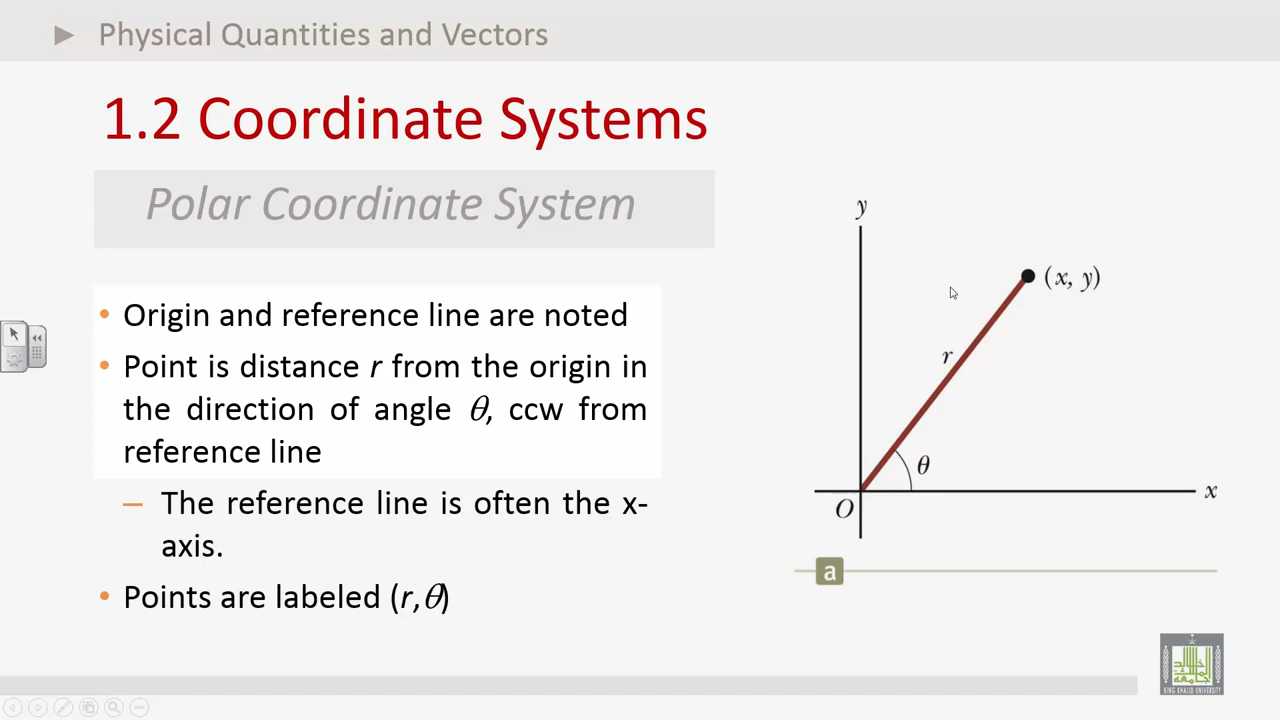 ► Physical Quantities and Vectors
1.2 Coordinate Systems
Polar Coordinate System
• Origin and reference line are noted
• Point is distance r from the origin in
the direction of angle θ, ccw from
reference line
– The reference line is often the x-
axis.
• Points are labeled (r,θ)
y
(x, y)
r
θ
x
O
a
KING KHALID UNIVERSITY